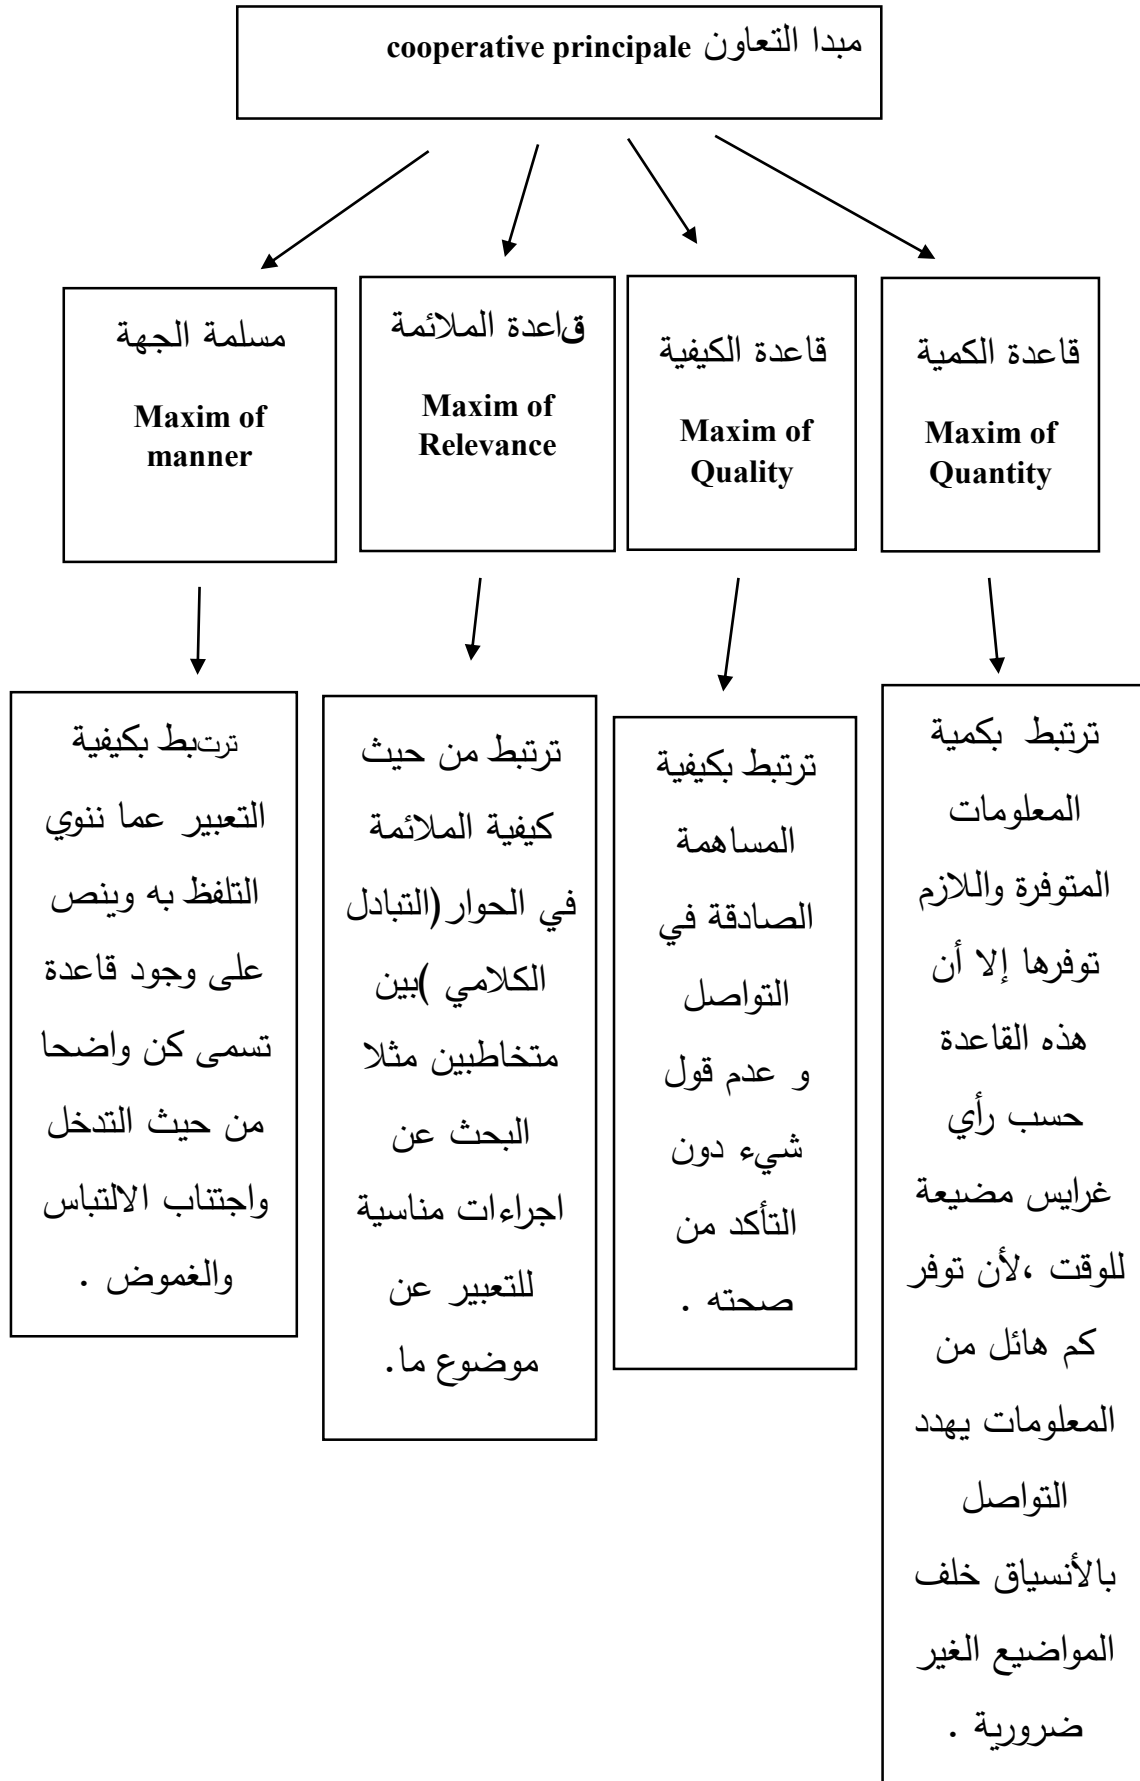 مبدا التعاون cooperative principale
قاعدة الكمية
Maxim of
Quantity
قاعدة الكيفية
Maxim of
Quality
قاعدة الملائمة
Maxim of
Relevance
مسلمة الجهة
Maxim of
manner
ترتبط بكمية
المعلومات
المتوفرة واللازم
توفرها إلا أن
هذه القاعدة
حسب رأي
غرايس مضيعة
للوقت ،لأن توفر
كم هائل من
المعلومات يهدد
التواصل
بالأنسياق خلف
المواضيع الغير
ضرورية .
ترتبط بكيفية
المساهمة
الصادقة في
التواصل
و عدم قول
شيء دون
التأكد من
صحته .
ترتبط من حيث
كيفية الملائمة
في الحوار(التبادل
الكلامي )بين
متخاطبين مثلا
البحث عن
اجراءات مناسية
للتعبير عن
موضوع ما.
ترتبط بكيفية
التعبير عما ننوي
التلفظ به وينص
على وجود قاعدة
تسمى كن واضحا
من حيث التدخل
واجتناب الالتباس
والغموض .